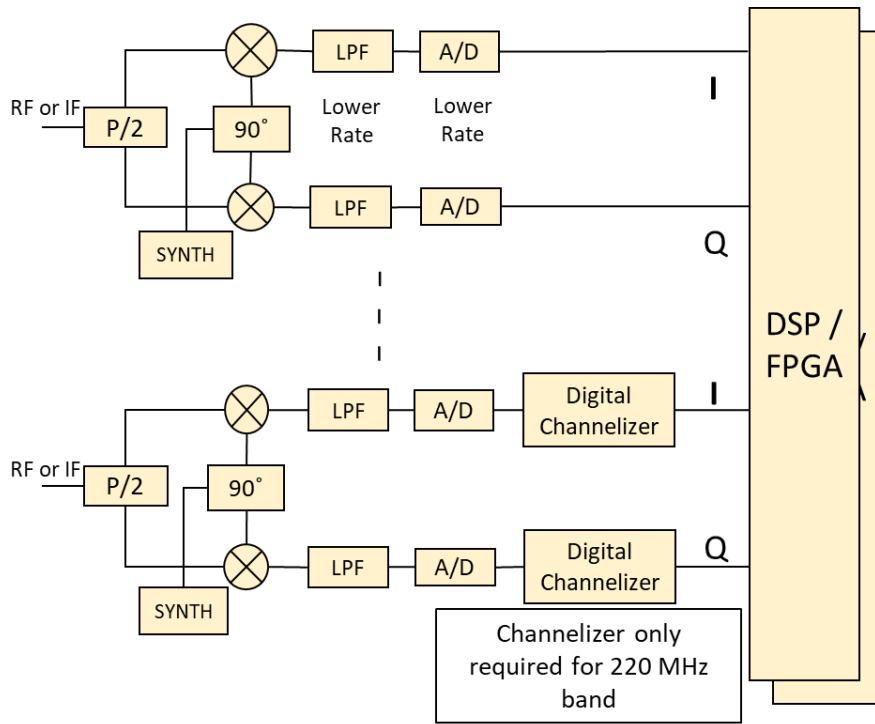 RF or IF
P/2
90˚
SYNTH
LPF
A/D
Lower
Rate
Lower
Rate
I
LPF
A/D
Q
DSP /
FPGA
RF or IF
P/2
90˚
SYNTH
LPF
A/D
Digital
Channelizer
I
LPF
A/D
Digital
Channelizer
Q
Channelizer only
required for 220 MHz
band